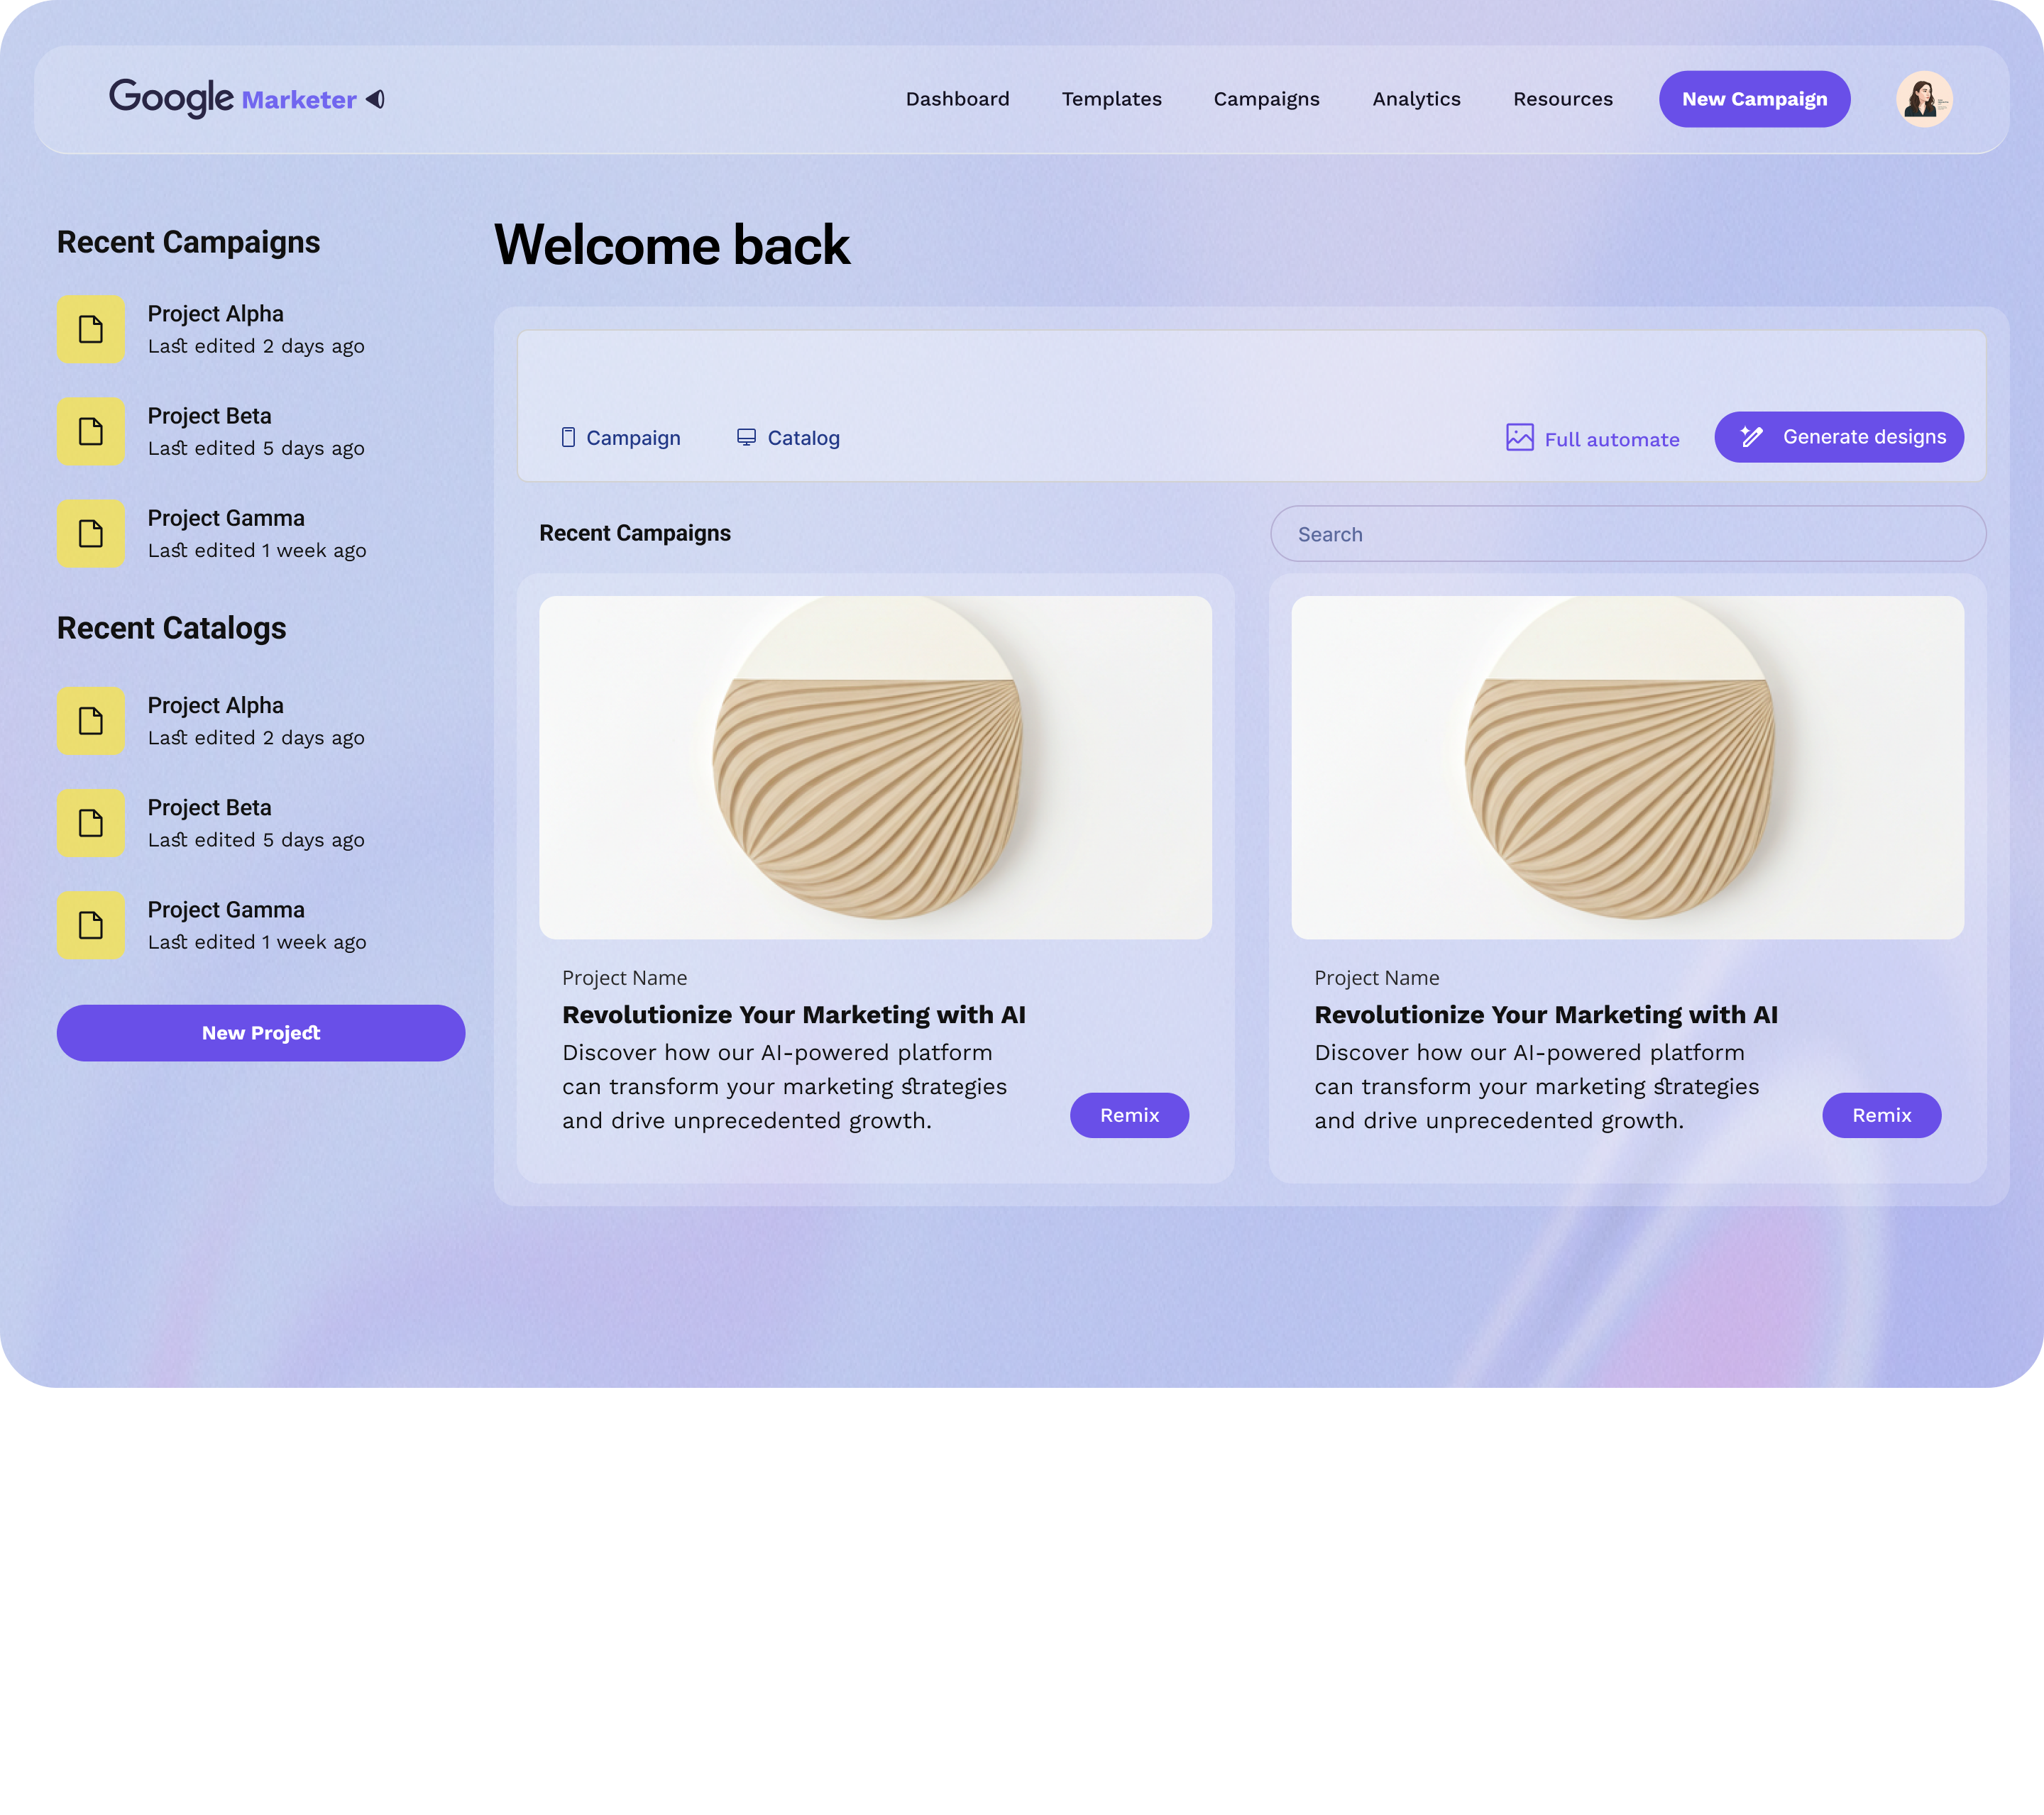 Google Marketer
Dashboard
Templates
Campaigns
Analytics
Resources
New Campaign
Recent Campaigns
Project Alpha
Last edited 2 days ago
Project Beta
Last edited 5 days ago
Project Gamma
Last edited 1 week ago
Recent Catalogs
Project Alpha
Last edited 2 days ago
Project Beta
Last edited 5 days ago
Project Gamma
Last edited 1 week ago
New Project
Welcome back
Campaign
Catalog
Full automate
Generate designs
Recent Campaigns
Search
Project Name
Revolutionize Your Marketing with AI
Discover how our AI-powered platform
can transform your marketing strategies
and drive unprecedented growth.
Remix
Project Name
Revolutionize Your Marketing with AI
Discover how our AI-powered platform
can transform your marketing strategies
and drive unprecedented growth.
Remix